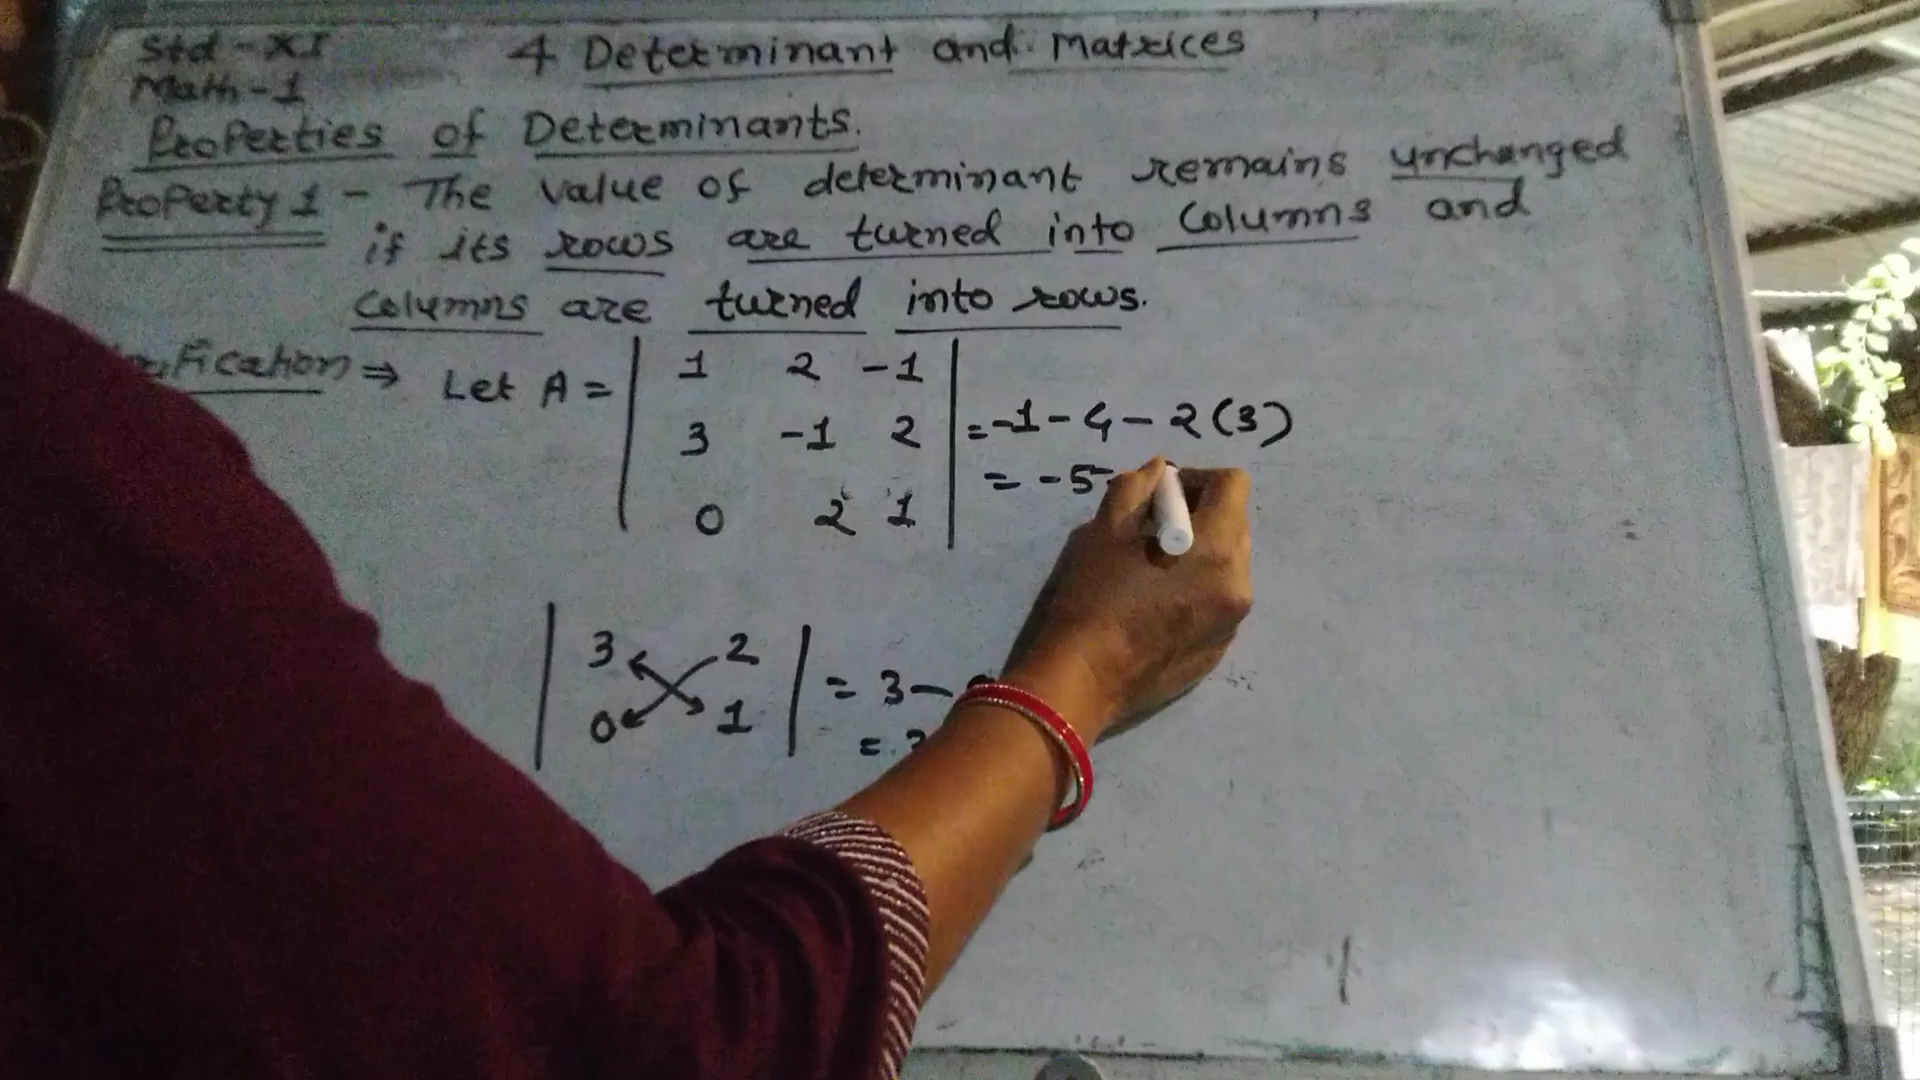 Std - XI
4 Determinant and Matrices
Math - 1
Properties of Determinants.
Property 1 - The value of determinant remains unchanged
if its rows are turned into columns and
columns are turned into rows.
Let A = | 1 2 -1 |
| 3 -1 2 | = -1 - 4 - 2 (3)
= -5
| 0 2 1 |
| 3 2 | = 3 -
| 0 1 |
=